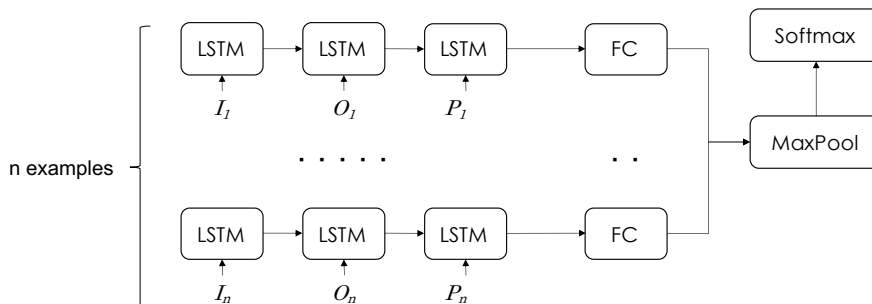 LSTM LSTM LSTM FC Softmax
I1 O1 P1
MaxPool
n examples
LSTM LSTM LSTM FC
In On Pn